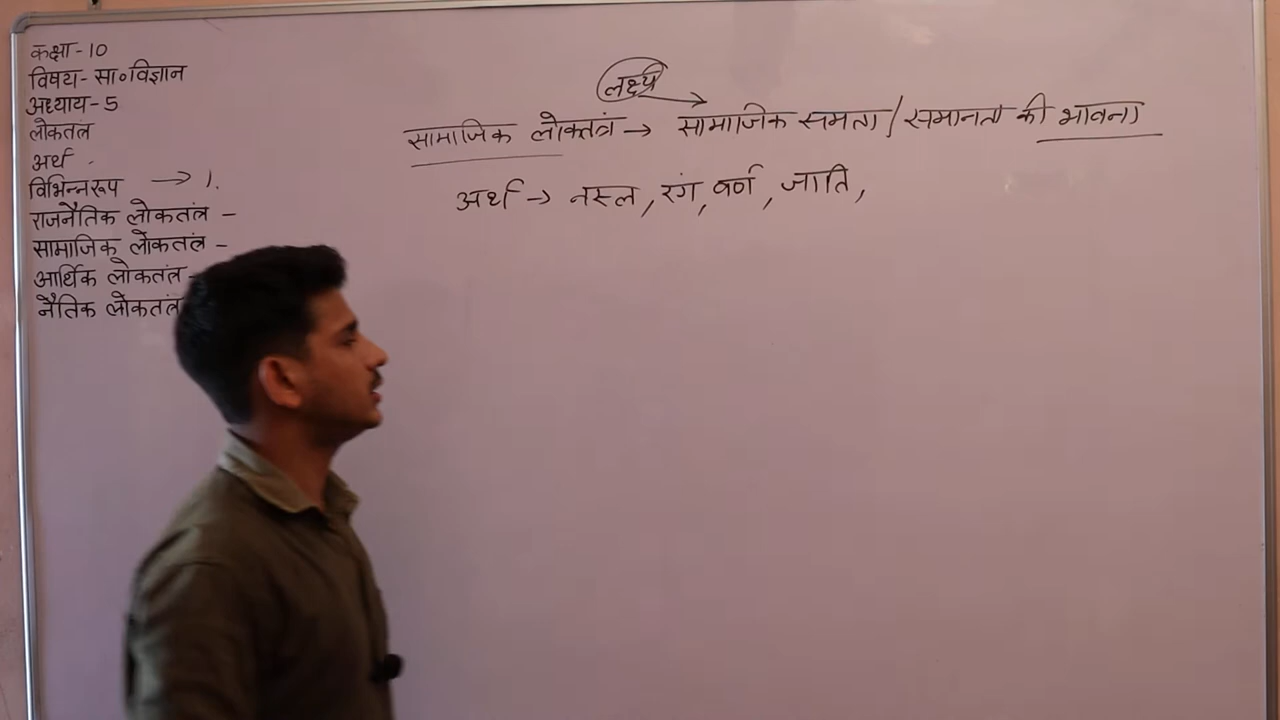 कक्षा-10
विषय- सा०विज्ञान
अध्याय-5
लोकतंत्र
अर्थ -
विभिन्नरूप → 1.
राजनैतिक लोकतंत्र -
सामाजिक लोकतंत्र -
आर्थिक लोकतंत्र -
नैतिक लोकतंत्र
लक्ष्य
सामाजिक लोकतंत्र → सामाजिक समता / समानता की भावना
अर्थ → नस्ल, रंग, वर्ण, जाति,